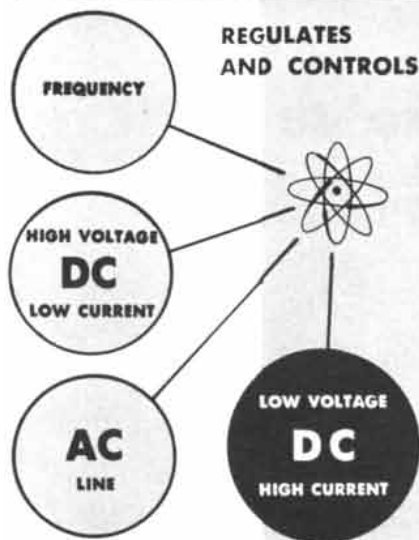 REGULATES
AND CONTROLS
FREQUENCY
HIGH VOLTAGE
DC
LOW CURRENT
AC
LINE
LOW VOLTAGE
DC
HIGH CURRENT